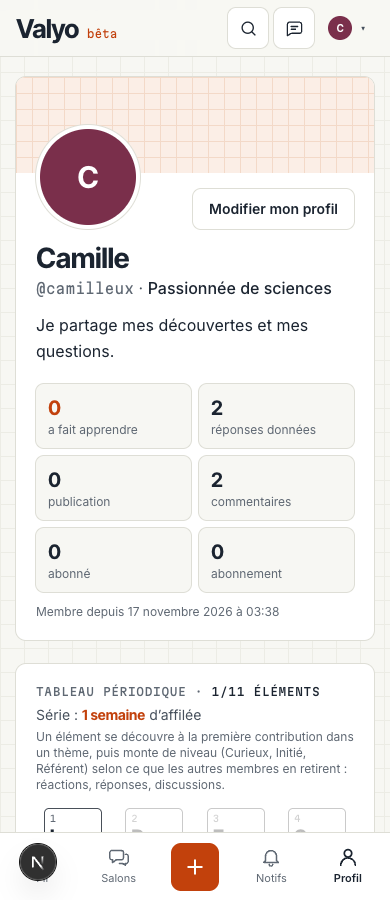 Valyo bêta
C
C
Modifier mon profil
Camille
@camilleux · Passionnée de sciences
Je partage mes découvertes et mes
questions.
0
a fait apprendre
2
réponses données
0
publication
2
commentaires
0
abonné
0
abonnement
Membre depuis 17 novembre 2026 à 03:38
TABLEAU PÉRIODIQUE · 1/11 ÉLÉMENTS
Série : 1 semaine d'affilée
Un élément se découvre à la première contribution dans
un thème, puis monte de niveau (Curieux, Initié,
Référent) selon ce que les autres membres en retirent :
réactions, réponses, discussions.
1 2 3 4
N
Salons
Notifs
Profil